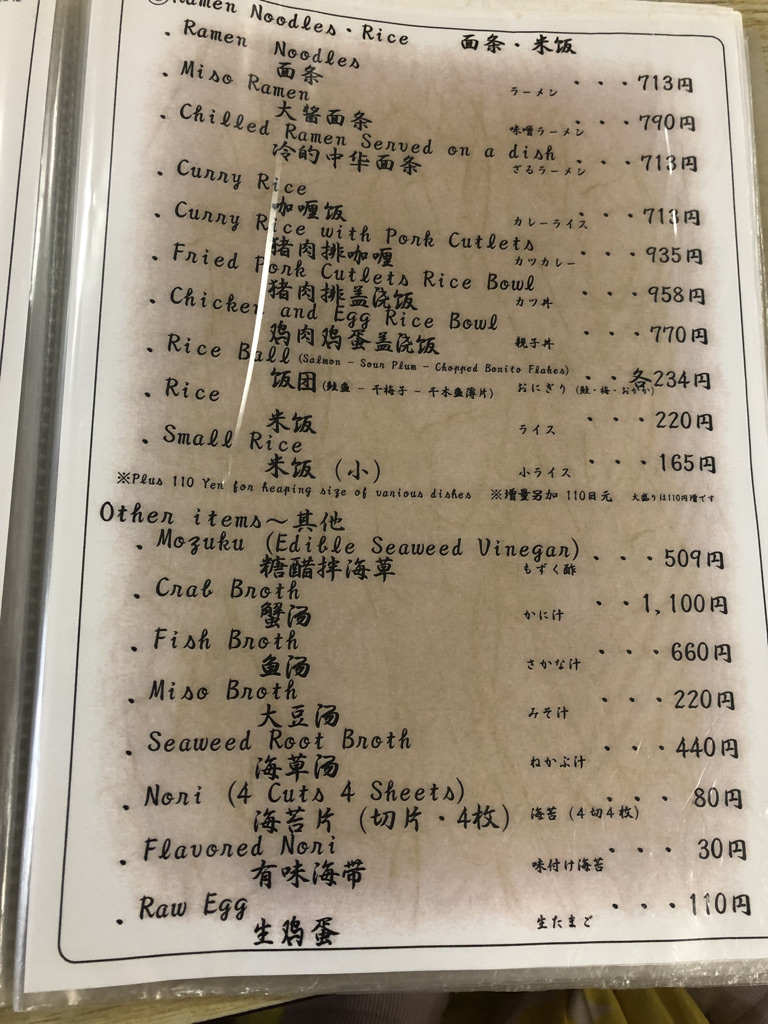 Ramen Noodles・Rice 面条・米饭
・Ramen Noodles
面条 ラーメン ・・・713円
・Miso Ramen
大酱面条 味噌ラーメン ・・・790円
・Chilled Ramen Served on a dish
冷的中华面条 ざるラーメン ・・・713円
・Curry Rice
咖喱饭 カレーライス ・・・713円
・Curry Rice with Pork Cutlets
猪肉排咖喱 カツカレー ・・・935円
・Fried Pork Cutlets Rice Bowl
猪肉排盖浇饭 カツ丼 ・・・958円
・Chicken and Egg Rice Bowl
鸡肉鸡蛋盖浇饭 親子丼 ・・・770円
・Rice Ball (Salmon - Sour Plum - Chopped Bonito Flakes)
饭团 (鲑鱼 - 干梅子 - 干木鱼薄片) おにぎり (鮭・梅・おかか) ・・・各234円
・Rice
米饭 ライス ・・・220円
・Small Rice
米饭 (小) 小ライス ・・・165円
※Plus 110 Yen for heaping size of various dishes ※增量另加 110日元 大盛りは110円増です
Other items～其他
・Mozuku (Edible Seaweed Vinegar)
糖醋拌海草 もずく酢 ・・・509円
・Crab Broth
蟹汤 かに汁 ・・1,100円
・Fish Broth
鱼汤 さかな汁 ・・・660円
・Miso Broth
大豆汤 みそ汁 ・・・220円
・Seaweed Root Broth
海草汤 ねかぶ汁 ・・・440円
・Nori (4 Cuts 4 Sheets)
海苔片 (切片・4枚) 海苔 (4切4枚) ・・・80円
・Flavored Nori
有味海带 味付け海苔 ・・・30円
・Raw Egg
生鸡蛋 生たまご ・・・110円